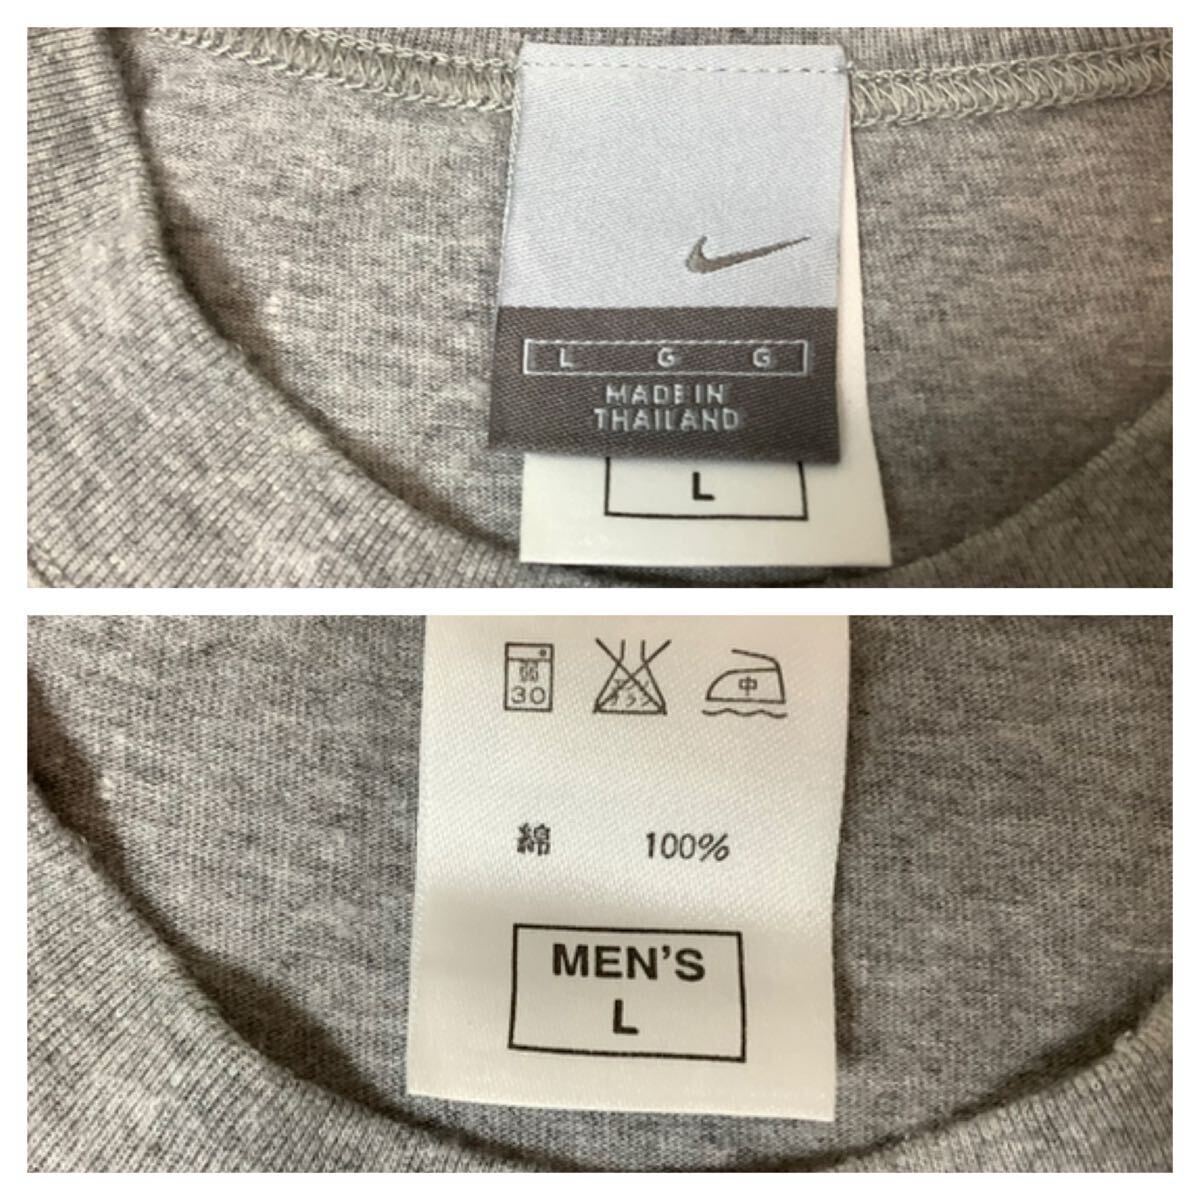 L G G
MADE IN
THAILAND
L
弱
30
中
綿 100%
MEN'S
L